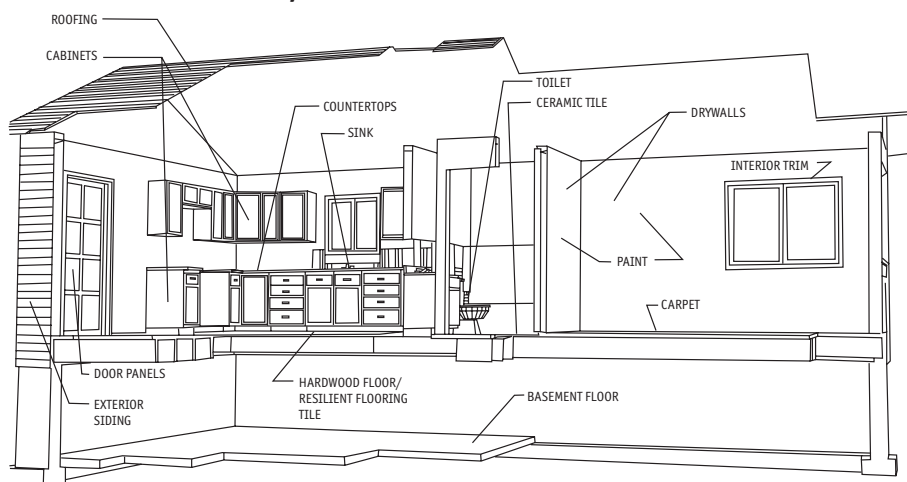 ROOFING
CABINETS
TOILET
COUNTERTOPS
CERAMIC TILE
DRYWALLS
SINK
INTERIOR TRIM
PAINT
CARPET
DOOR PANELS
HARDWOOD FLOOR/
RESILIENT FLOORING
TILE
BASEMENT FLOOR
EXTERIOR
SIDING